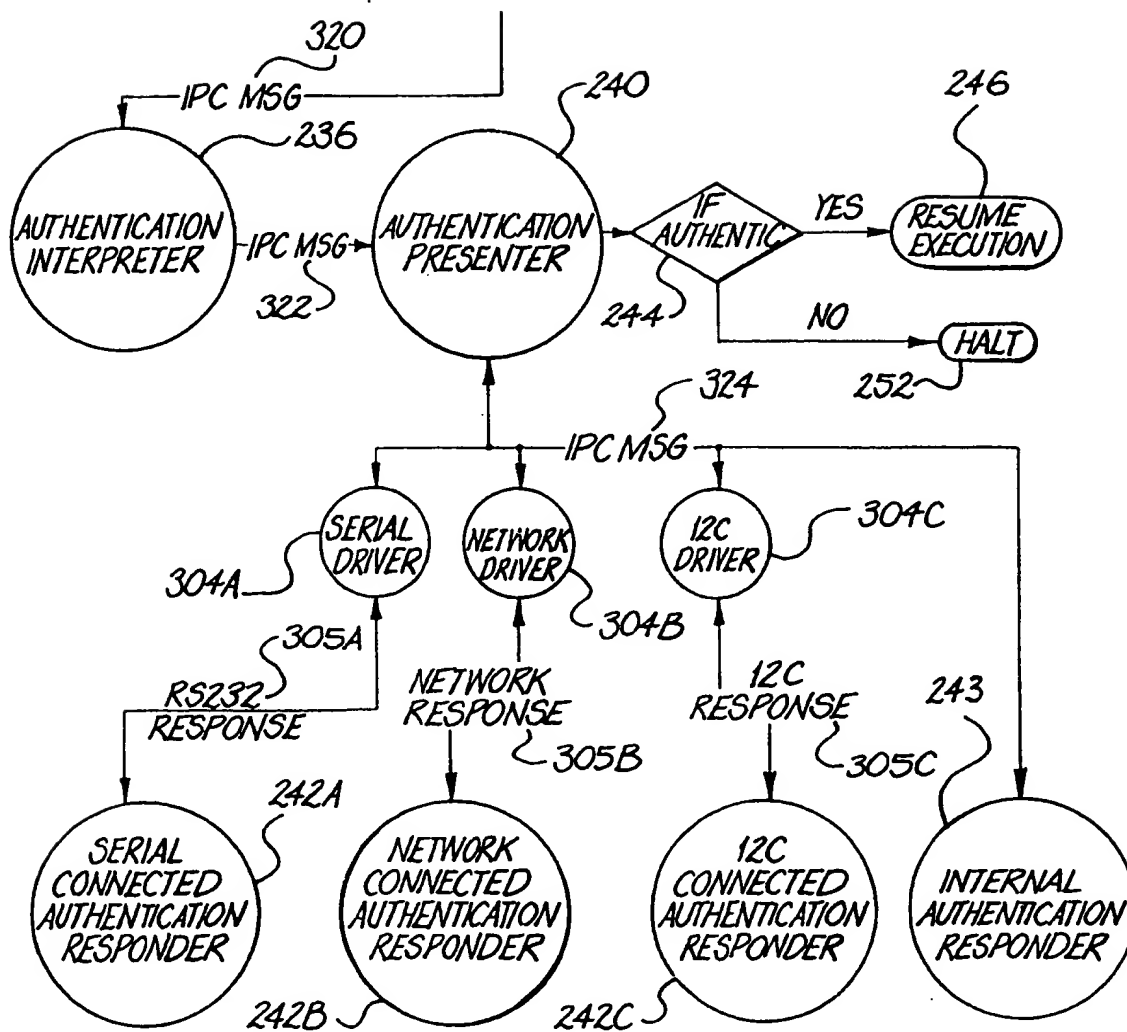 320
IPC MSG
236
240
246
AUTHENTICATION
INTERPRETER
IPC MSG
322
AUTHENTICATION
PRESENTER
IF
AUTHENTIC
244
YES
RESUME
EXECUTION
NO
HALT
252
324
IPC MSG
SERIAL
DRIVER
304A
NETWORK
DRIVER
304B
12C
DRIVER
304C
305A
RS232
RESPONSE
NETWORK
RESPONSE
305B
12C
RESPONSE
305C
243
242A
SERIAL
CONNECTED
AUTHENTICATION
RESPONDER
NETWORK
CONNECTED
AUTHENTICATION
RESPONDER
242B
12C
CONNECTED
AUTHENTICATION
RESPONDER
242C
INTERNAL
AUTHENTICATION
RESPONDER